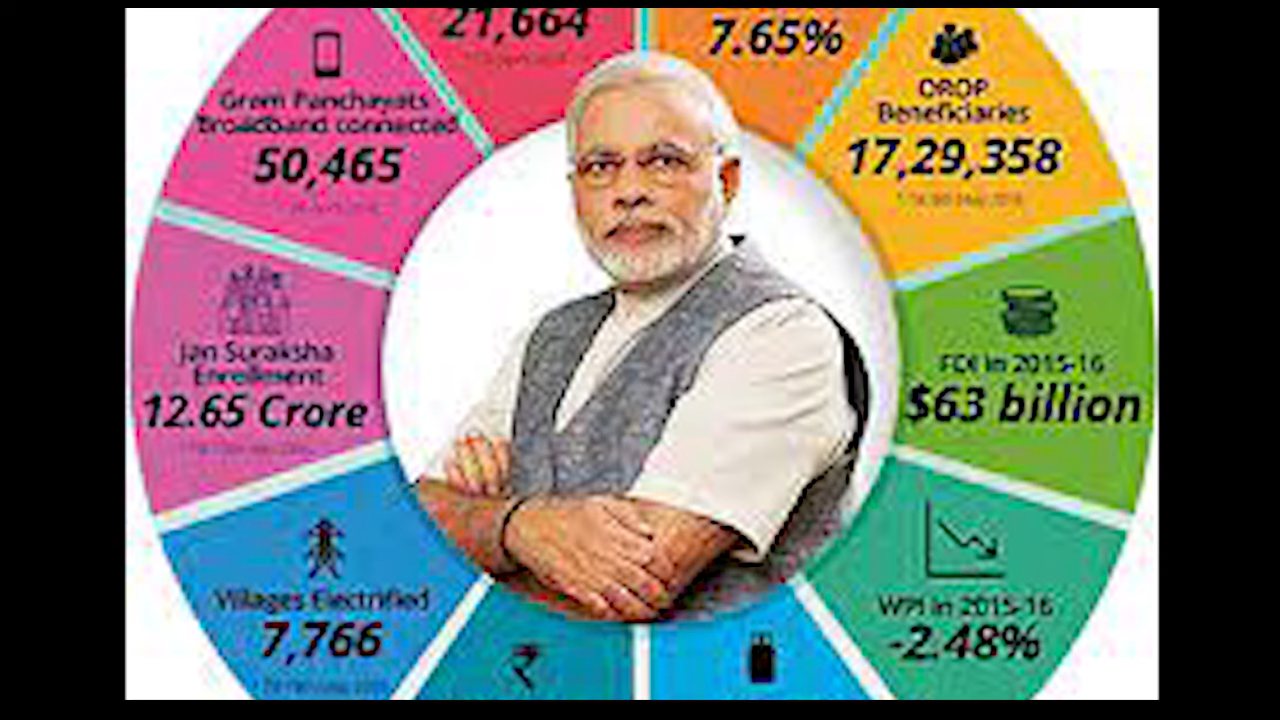 21,664
7.65%
Gram Panchayats
Broadband connected
50,465
OROP
Beneficiaries
17,29,358
Jan Suraksha
Enrollment
12.65 Crore
FDI in 2015-16
$63 billion
Villages Electrified
7,766
WPI in 2015-16
-2.48%
₹